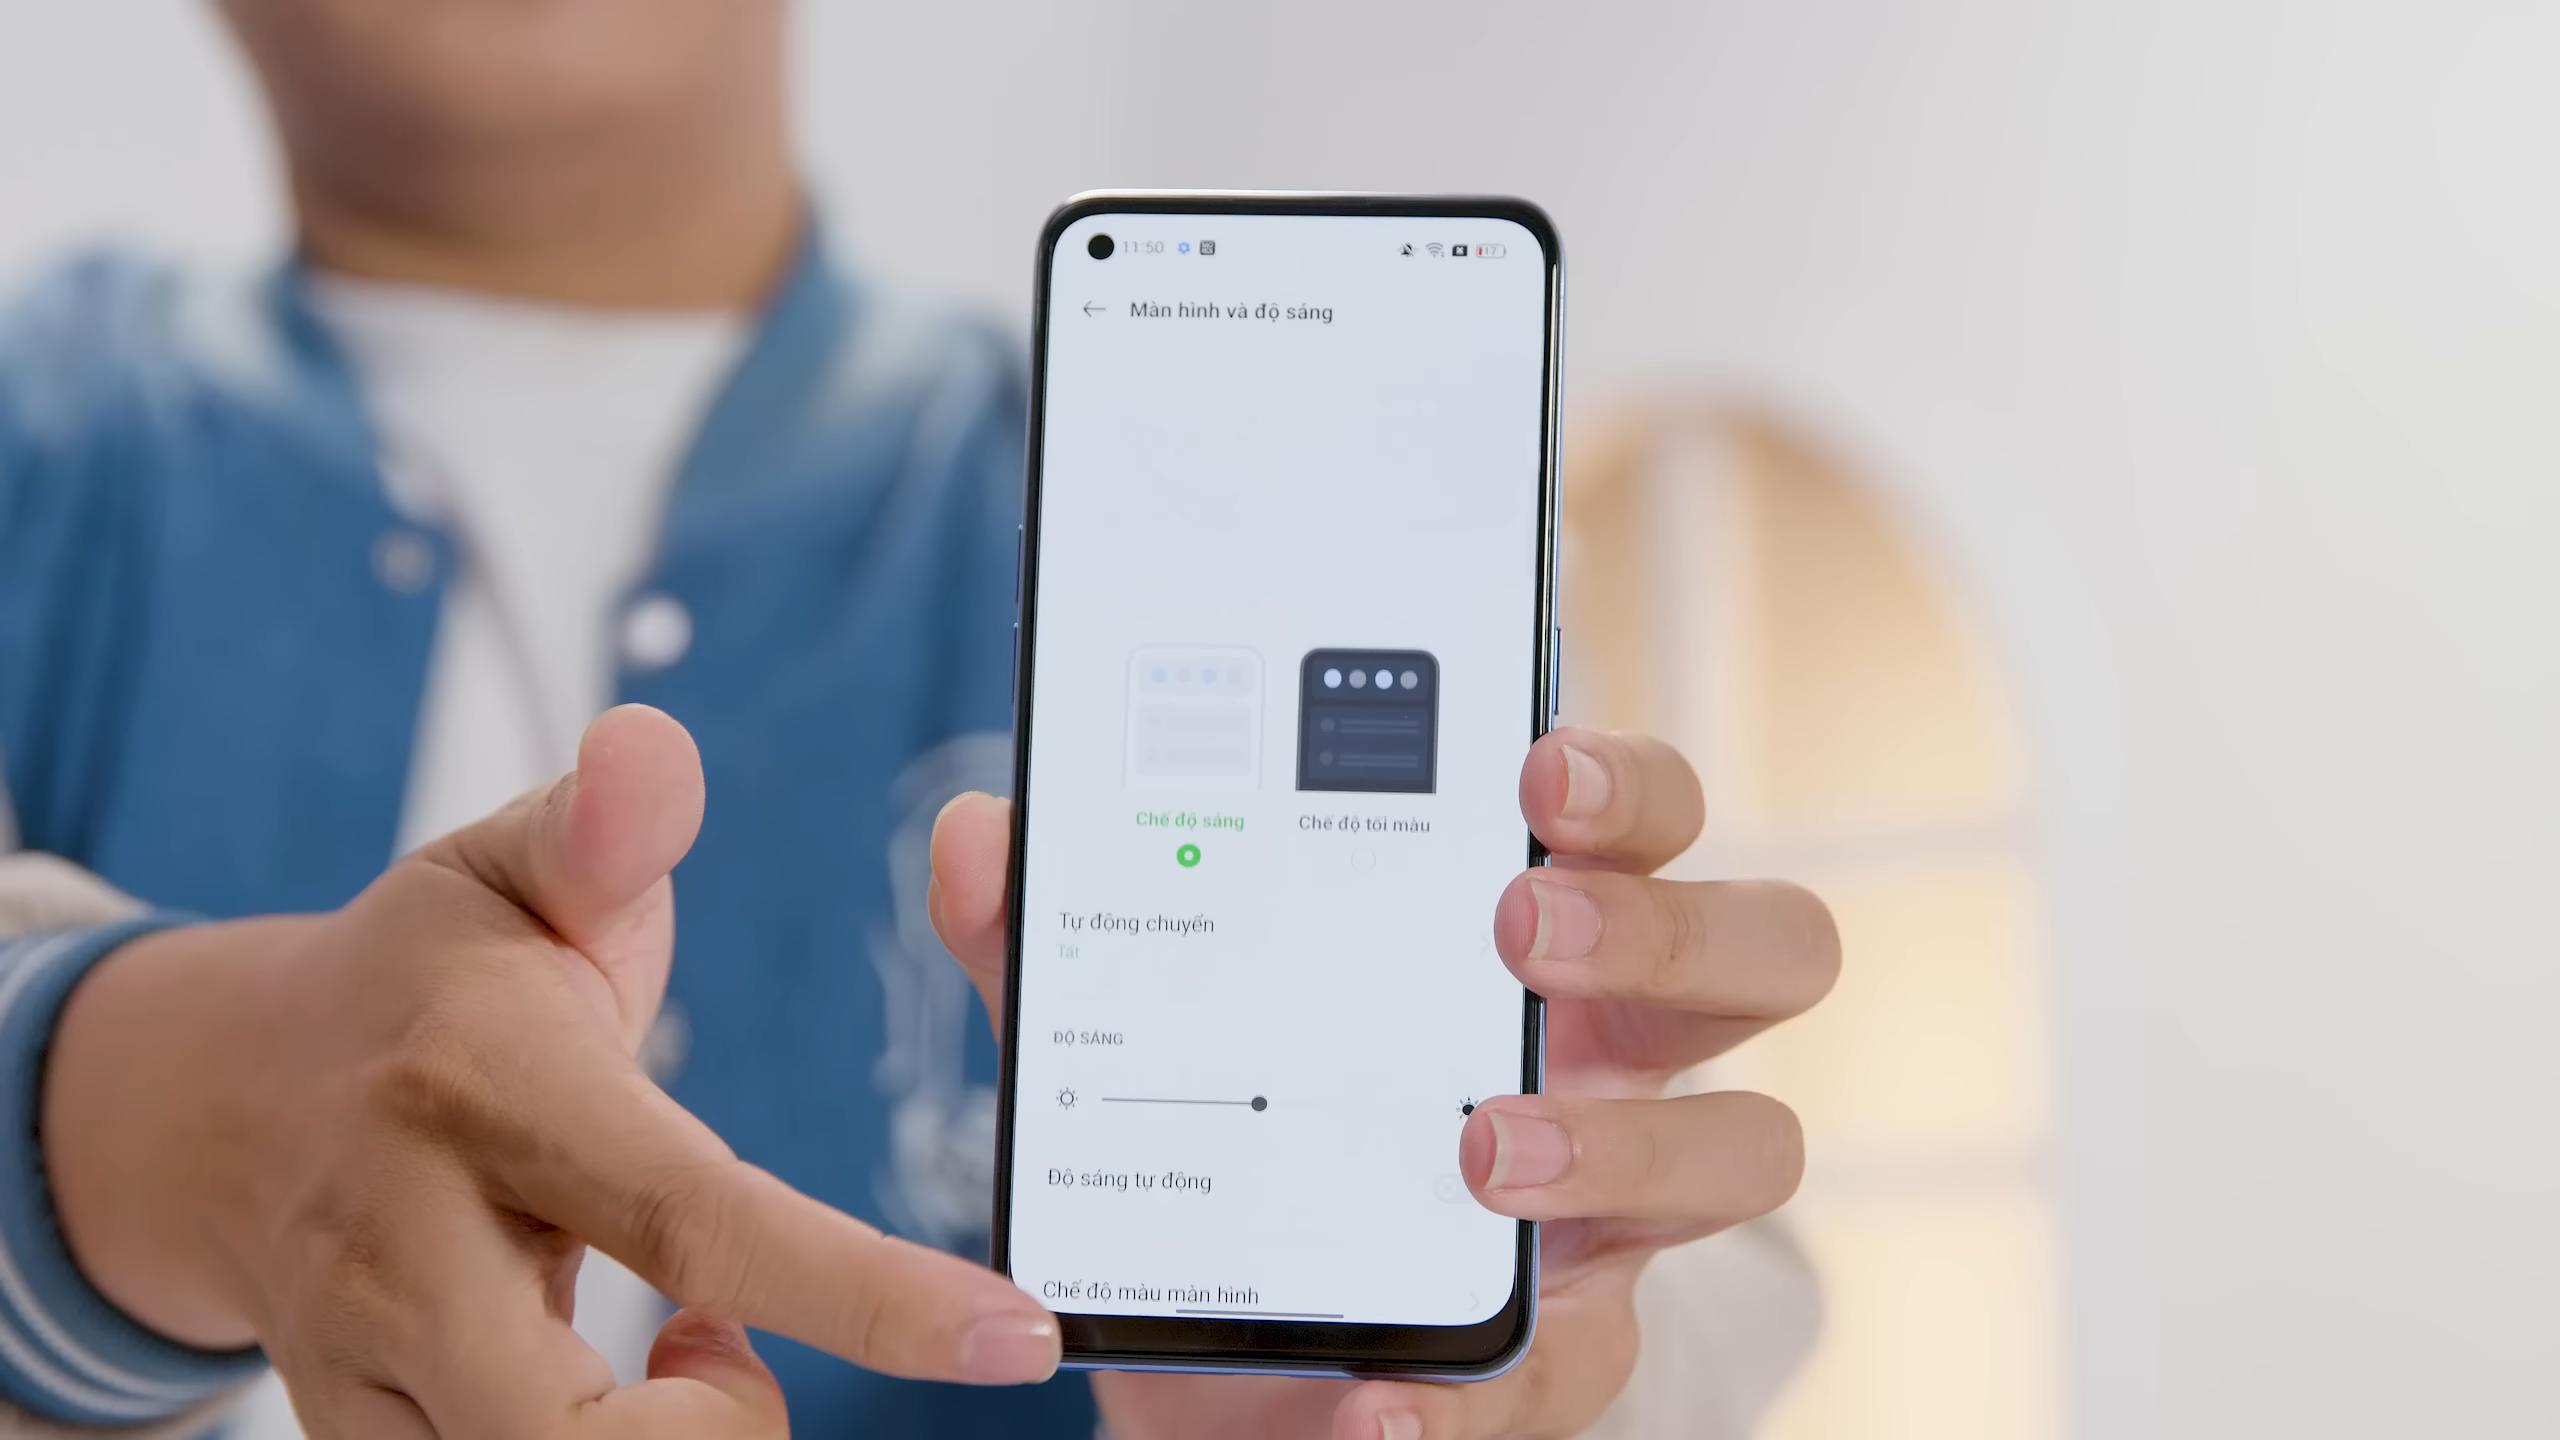 11:50
17
Màn hình và độ sáng
Chế độ sáng
Chế độ tối màu
Tự động chuyển
Tắt
ĐỘ SÁNG
Độ sáng tự động
Chế độ màu màn hình